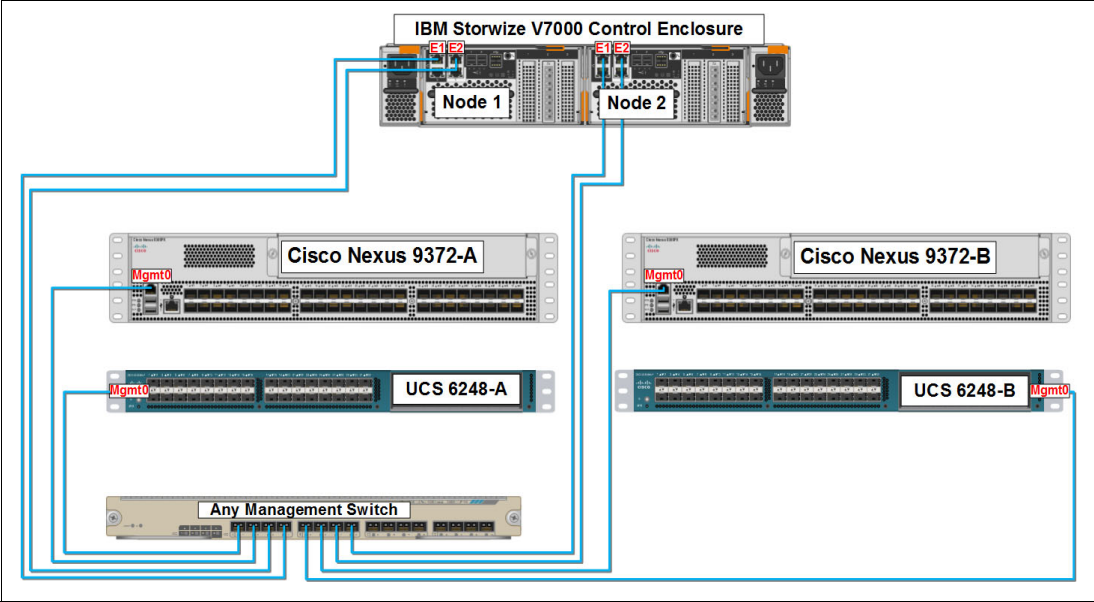 IBM Storwize V7000 Control Enclosure
E1 E2
E1 E2
Node 1
Node 2
Cisco Nexus 9372-A
Mgmt0
Cisco Nexus 9372-B
Mgmt0
Mgmt0
UCS 6248-A
UCS 6248-B
Mgmt0
Any Management Switch